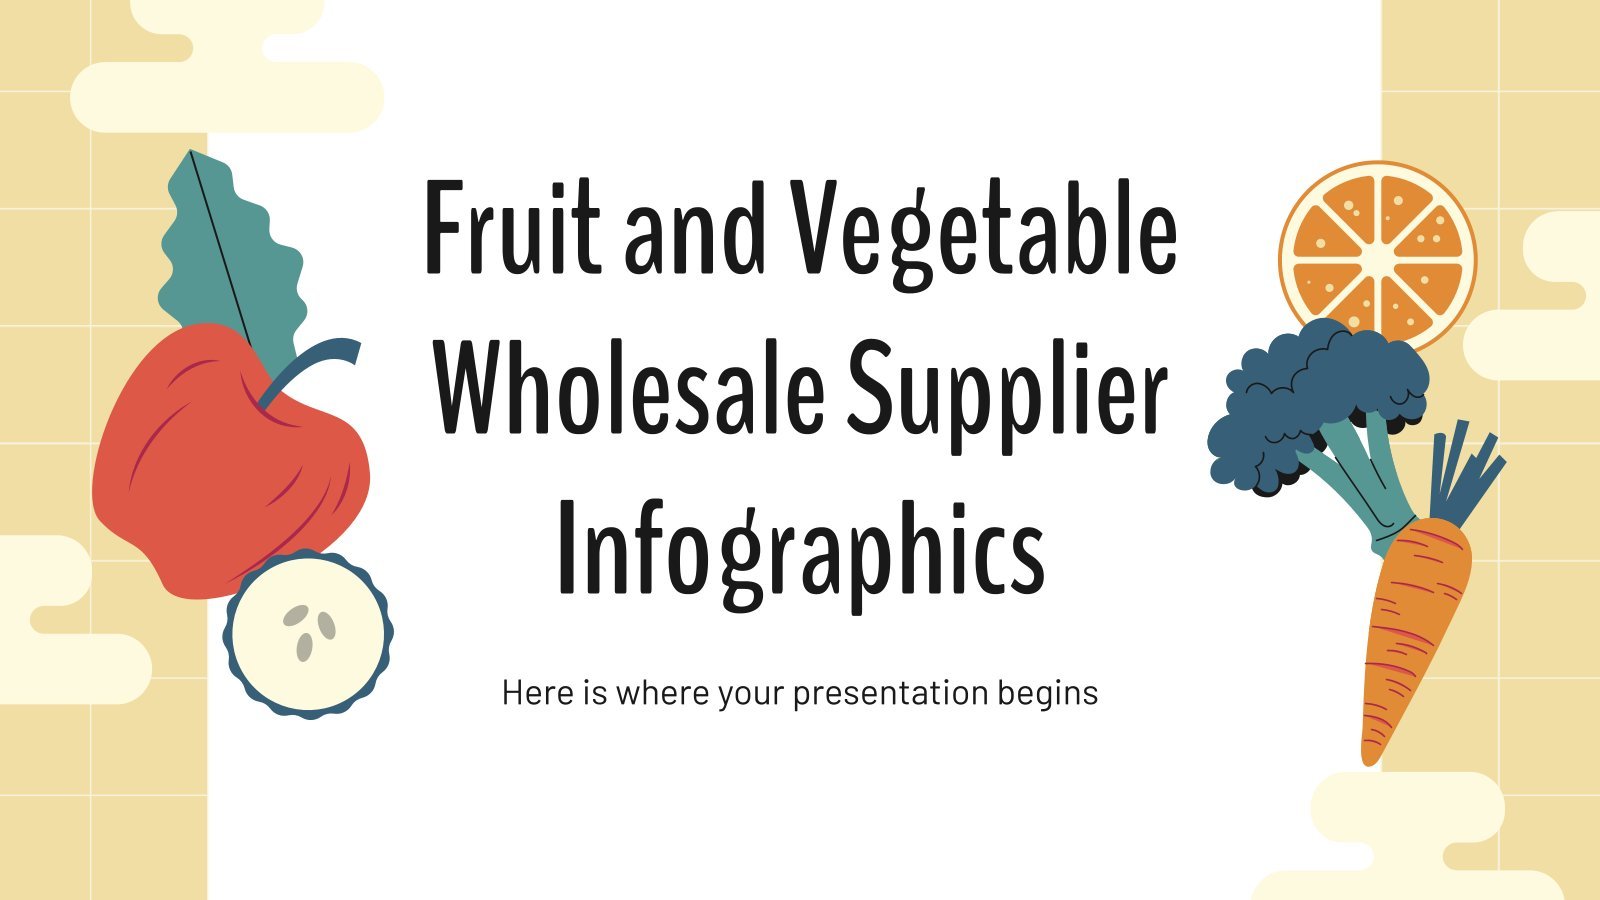 Fruit and Vegetable
Wholesale Supplier
Infographics
Here is where your presentation begins